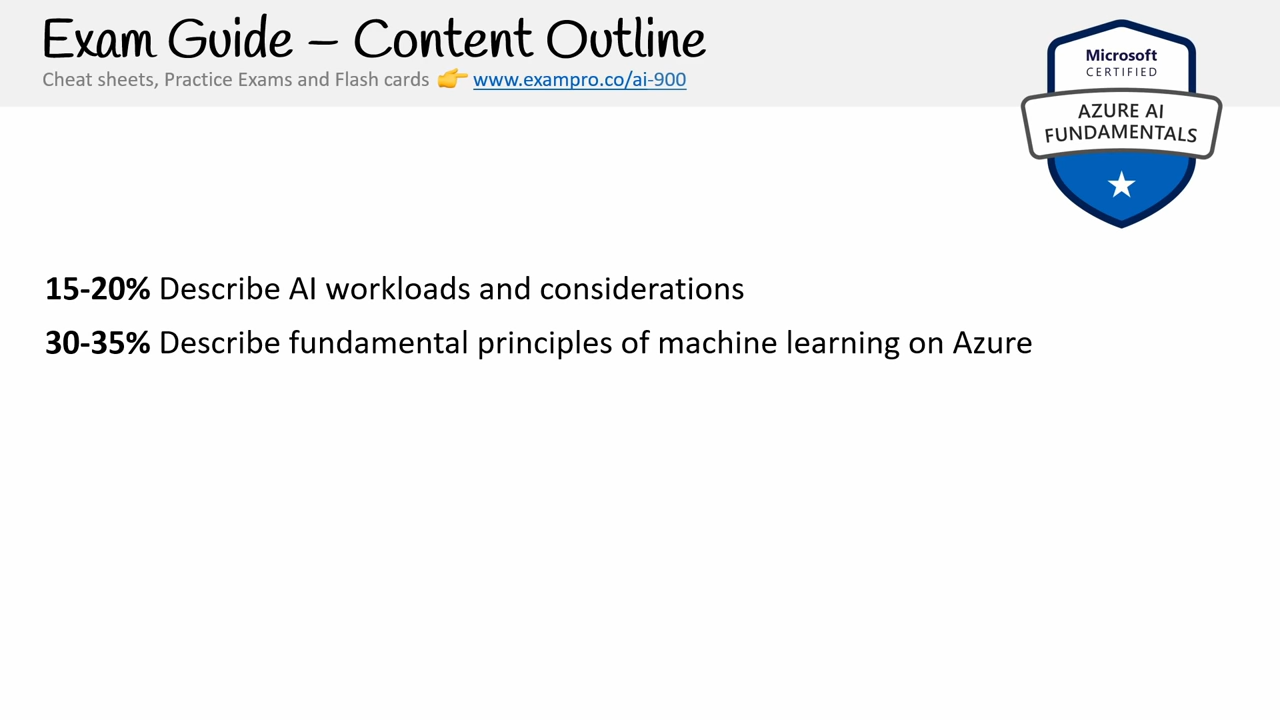 Exam Guide – Content Outline
Cheat sheets, Practice Exams and Flash cards 👉 www.exampro.co/ai-900
Microsoft
CERTIFIED
AZURE AI
FUNDAMENTALS
15-20% Describe AI workloads and considerations
30-35% Describe fundamental principles of machine learning on Azure